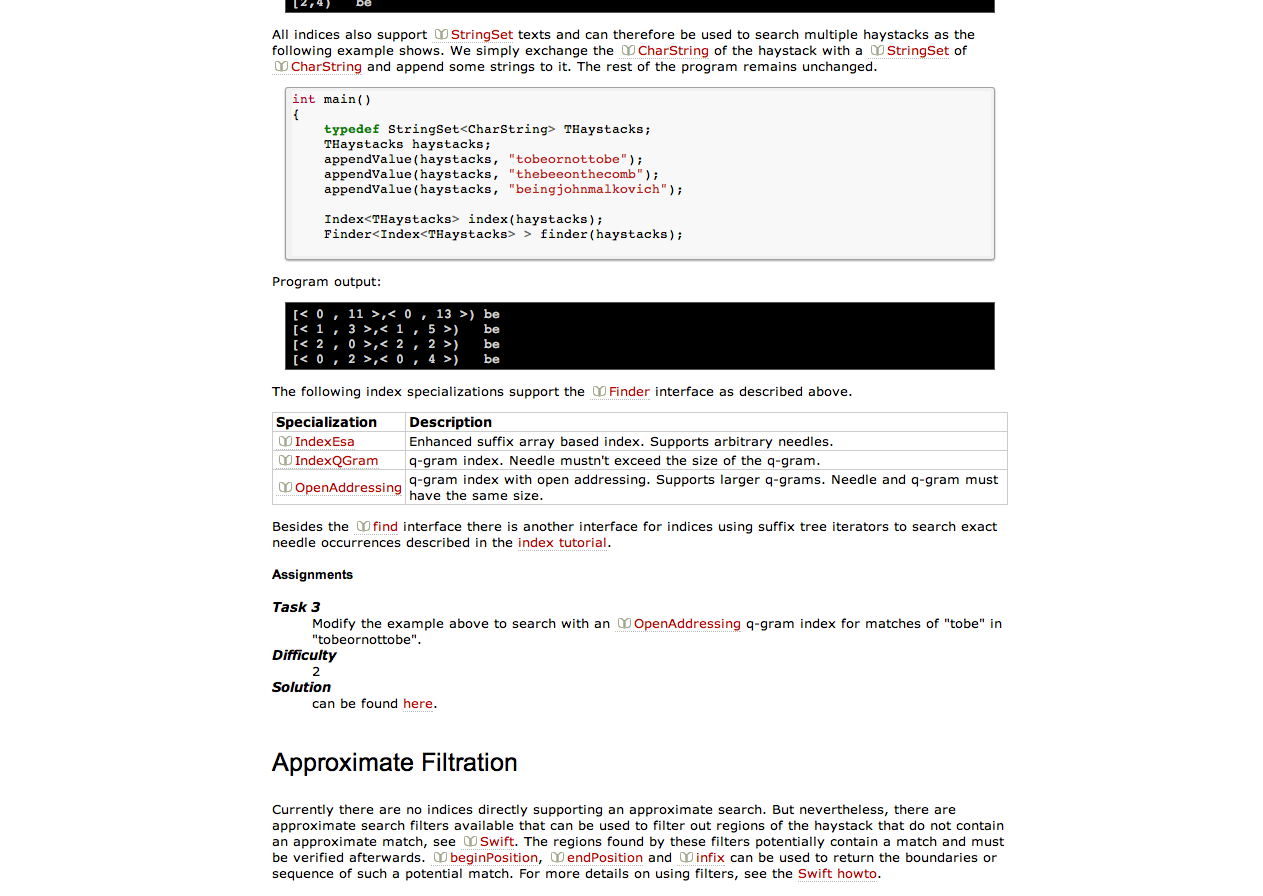 [2,4)   be
All indices also support StringSet texts and can therefore be used to search multiple haystacks as the
following example shows. We simply exchange the CharString of the haystack with a StringSet of
CharString and append some strings to it. The rest of the program remains unchanged.
int main()
{
    typedef StringSet<CharString> THaystacks;
    THaystacks haystacks;
    appendValue(haystacks, "tobeornottobe");
    appendValue(haystacks, "thebeeonthecomb");
    appendValue(haystacks, "beingjohnmalkovich");
    Index<THaystacks> index(haystacks);
    Finder<Index<THaystacks> > finder(haystacks);
Program output:
[< 0 , 11 >,< 0 , 13 >) be
[< 1 , 3 >,< 1 , 5 >)   be
[< 2 , 0 >,< 2 , 2 >)   be
[< 0 , 2 >,< 0 , 4 >)   be
The following index specializations support the Finder interface as described above.
Specialization Description
IndexEsa Enhanced suffix array based index. Supports arbitrary needles.
IndexQGram q-gram index. Needle mustn't exceed the size of the q-gram.
OpenAddressing q-gram index with open addressing. Supports larger q-grams. Needle and q-gram must
have the same size.
Besides the find interface there is another interface for indices using suffix tree iterators to search exact
needle occurrences described in the index tutorial.
Assignments
Task 3
Modify the example above to search with an OpenAddressing q-gram index for matches of "tobe" in
"tobeornottobe".
Difficulty
2
Solution
can be found here.
Approximate Filtration
Currently there are no indices directly supporting an approximate search. But nevertheless, there are
approximate search filters available that can be used to filter out regions of the haystack that do not contain
an approximate match, see Swift. The regions found by these filters potentially contain a match and must
be verified afterwards. beginPosition, endPosition and infix can be used to return the boundaries or
sequence of such a potential match. For more details on using filters, see the Swift howto.